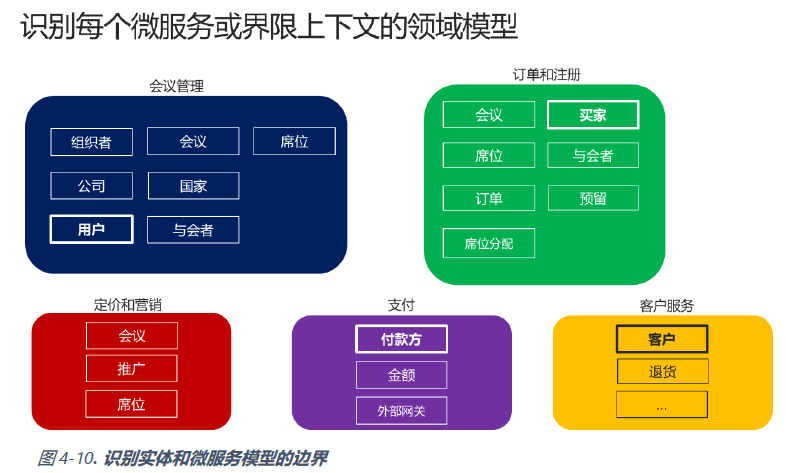 识别每个微服务或界限上下文的领域模型
会议管理
组织者
会议
席位
公司
国家
用户
与会者
订单和注册
会议
买家
席位
与会者
订单
预留
席位分配
定价和营销
会议
推广
席位
支付
付款方
金额
外部网关
客户服务
客户
退货
...
图 4-10. 识别实体和微服务模型的边界